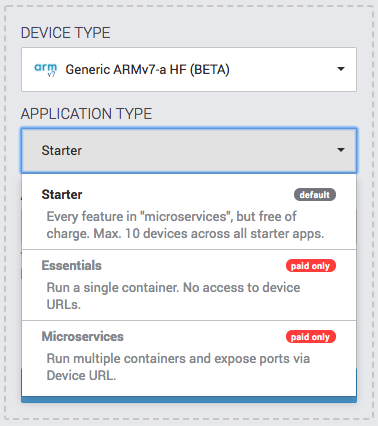 DEVICE TYPE
arm v7 Generic ARMv7-a HF (BETA)
APPLICATION TYPE
Starter
Starter default
Every feature in "microservices", but free of
charge. Max. 10 devices across all starter apps.
Essentials paid only
Run a single container. No access to device
URLs.
Microservices paid only
Run multiple containers and expose ports via
Device URL.